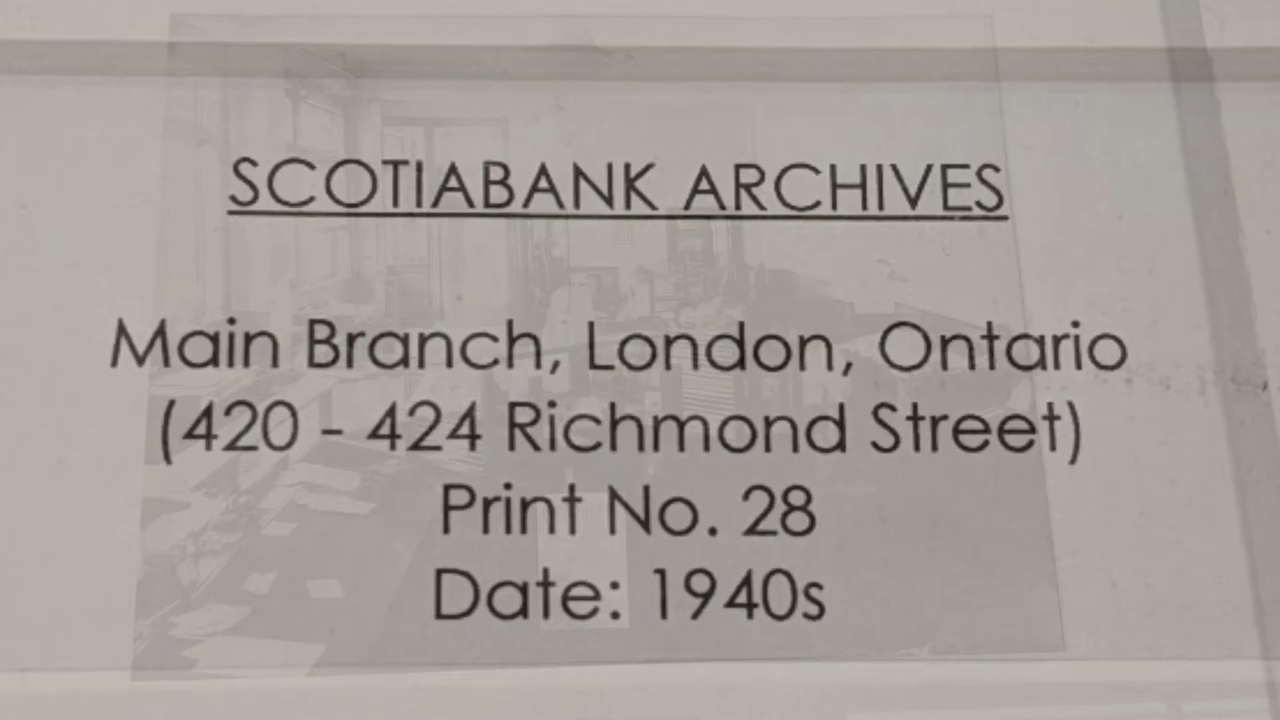 SCOTIABANK ARCHIVES
Main Branch, London, Ontario
(420 - 424 Richmond Street)
Print No. 28
Date: 1940s